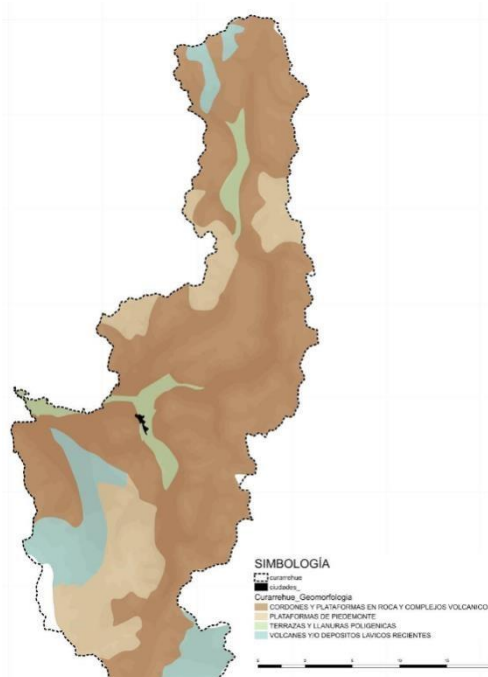 SIMBOLOGÍA
curarrehue
ciudades_
Curarrehue_Geomorfologia
CORDONES Y PLATAFORMAS EN ROCA Y COMPLEJOS VOLCANICO
PLATAFORMAS DE PIEDEMONTE
TERRAZAS Y LLANURAS POLIGENICAS
VOLCANES Y/O DEPOSITOS LAVICOS RECIENTES